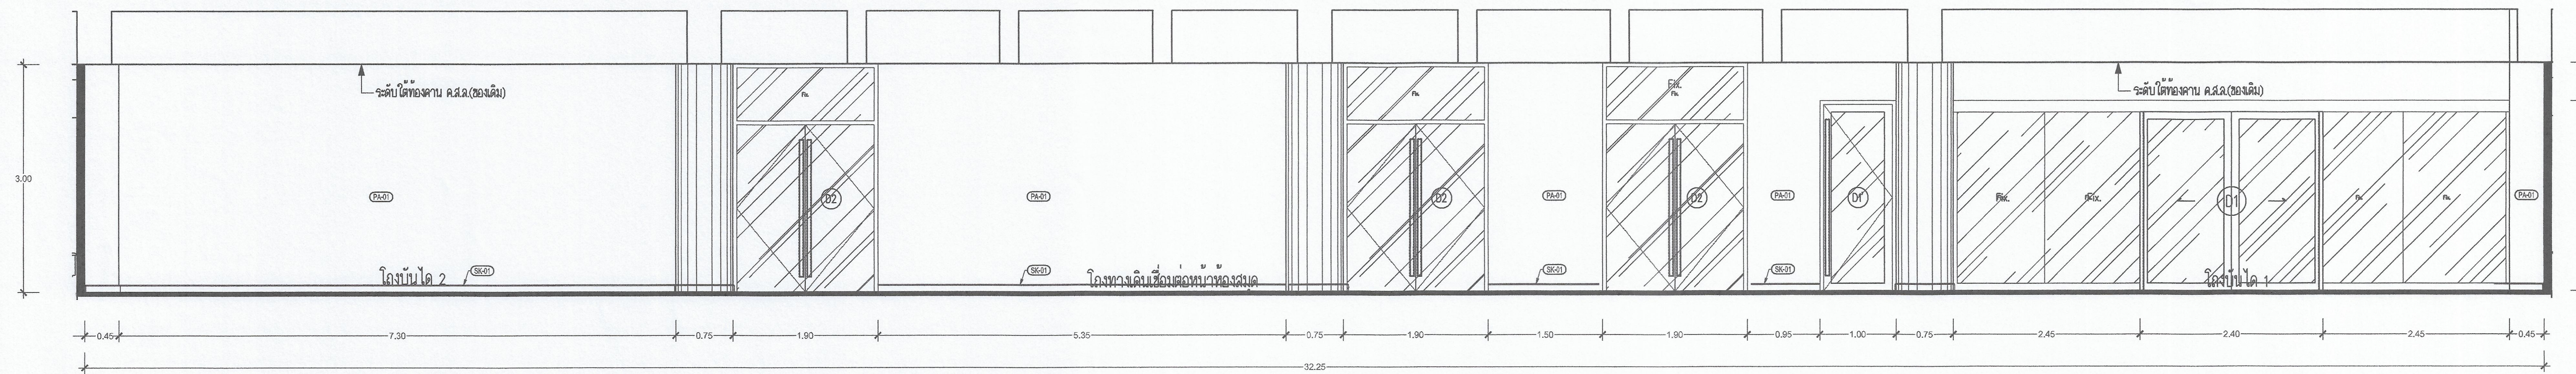 ระดับใต้ท้องคาน ค.ส.ล.(ของเดิม)
ระดับใต้ท้องคาน ค.ส.ล.(ของเดิม)
Fix.
Fix.
Fix.
Fix.
3.00
PA-01
D2
PA-01
D2
PA-01
D2
PA-01
D1'
Fix.
Fix.
D1
Fix.
Fix.
PA-01
โถงบันได 2
SK-01
SK-01
โถงทางเดินเชื่อมต่อหน้าห้องสมุด
SK-01
SK-01
โถงบันได 1
0.45 7.30 0.75 1.90 5.35 0.75 1.90 1.50 1.90 0.95 1.00 0.75 2.45 2.40 2.45 0.45
32.25